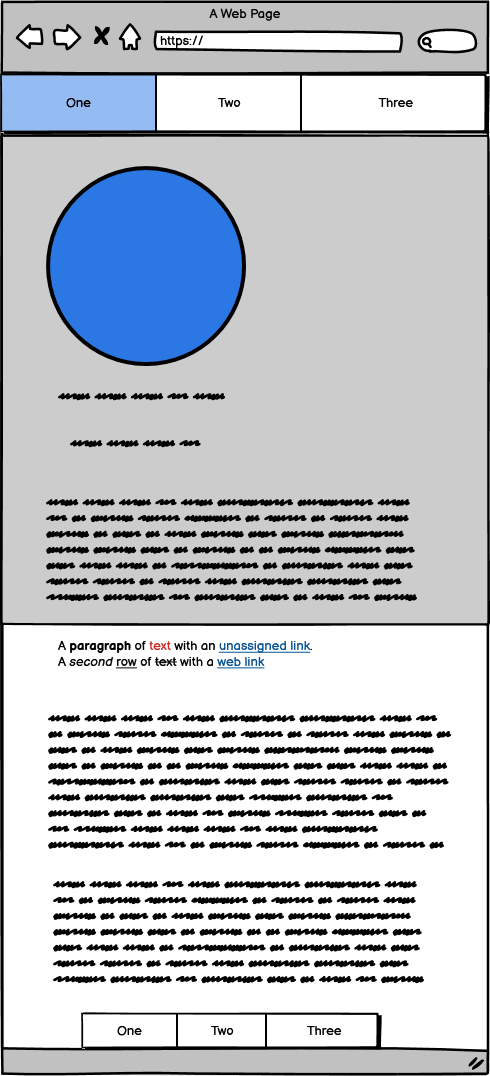 A Web Page
https://
One Two Three
A paragraph of text with an unassigned link.
A second row of text with a web link
One Two Three